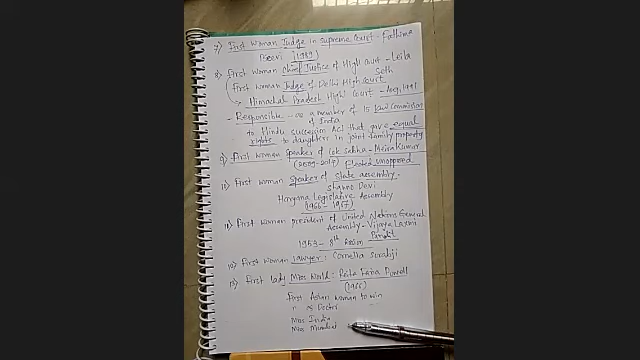 7) First woman Judge in supreme court - Fathima
Beevi (1989)
8) First woman Chief Justice of High court - Leila
Seth
(First woman Judge of Delhi High court
→ Himachal Pradesh High Court - Aug 1991
- Responsible - as a member of 15 Law Commission
of India
to Hindu succession Act that gave equal
rights to daughter in joint family property
9) First woman speaker of Lok sabha - Meira Kumar
(2009-2014) Elected unopposed
10) First woman speaker of state assembly -
Shanno Devi
Haryana Legislative Assembly
(1966 - 1967)
11) First woman president of United Nations General
Assembly - Vijaya Laxmi
Pandit
1953 - 8th session
First woman lawyer : Cornelia Sorabji
First lady Miss World : Reita Faria Powell
(1966)
First Asian woman to win
Doctor
Miss India
Miss Mumbai